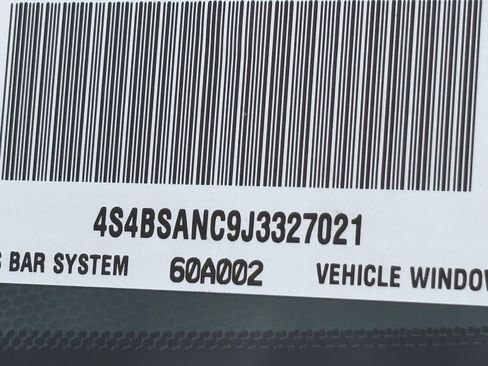 4S4BSANC9J3327021
BAR SYSTEM 60A002 VEHICLE WINDOW